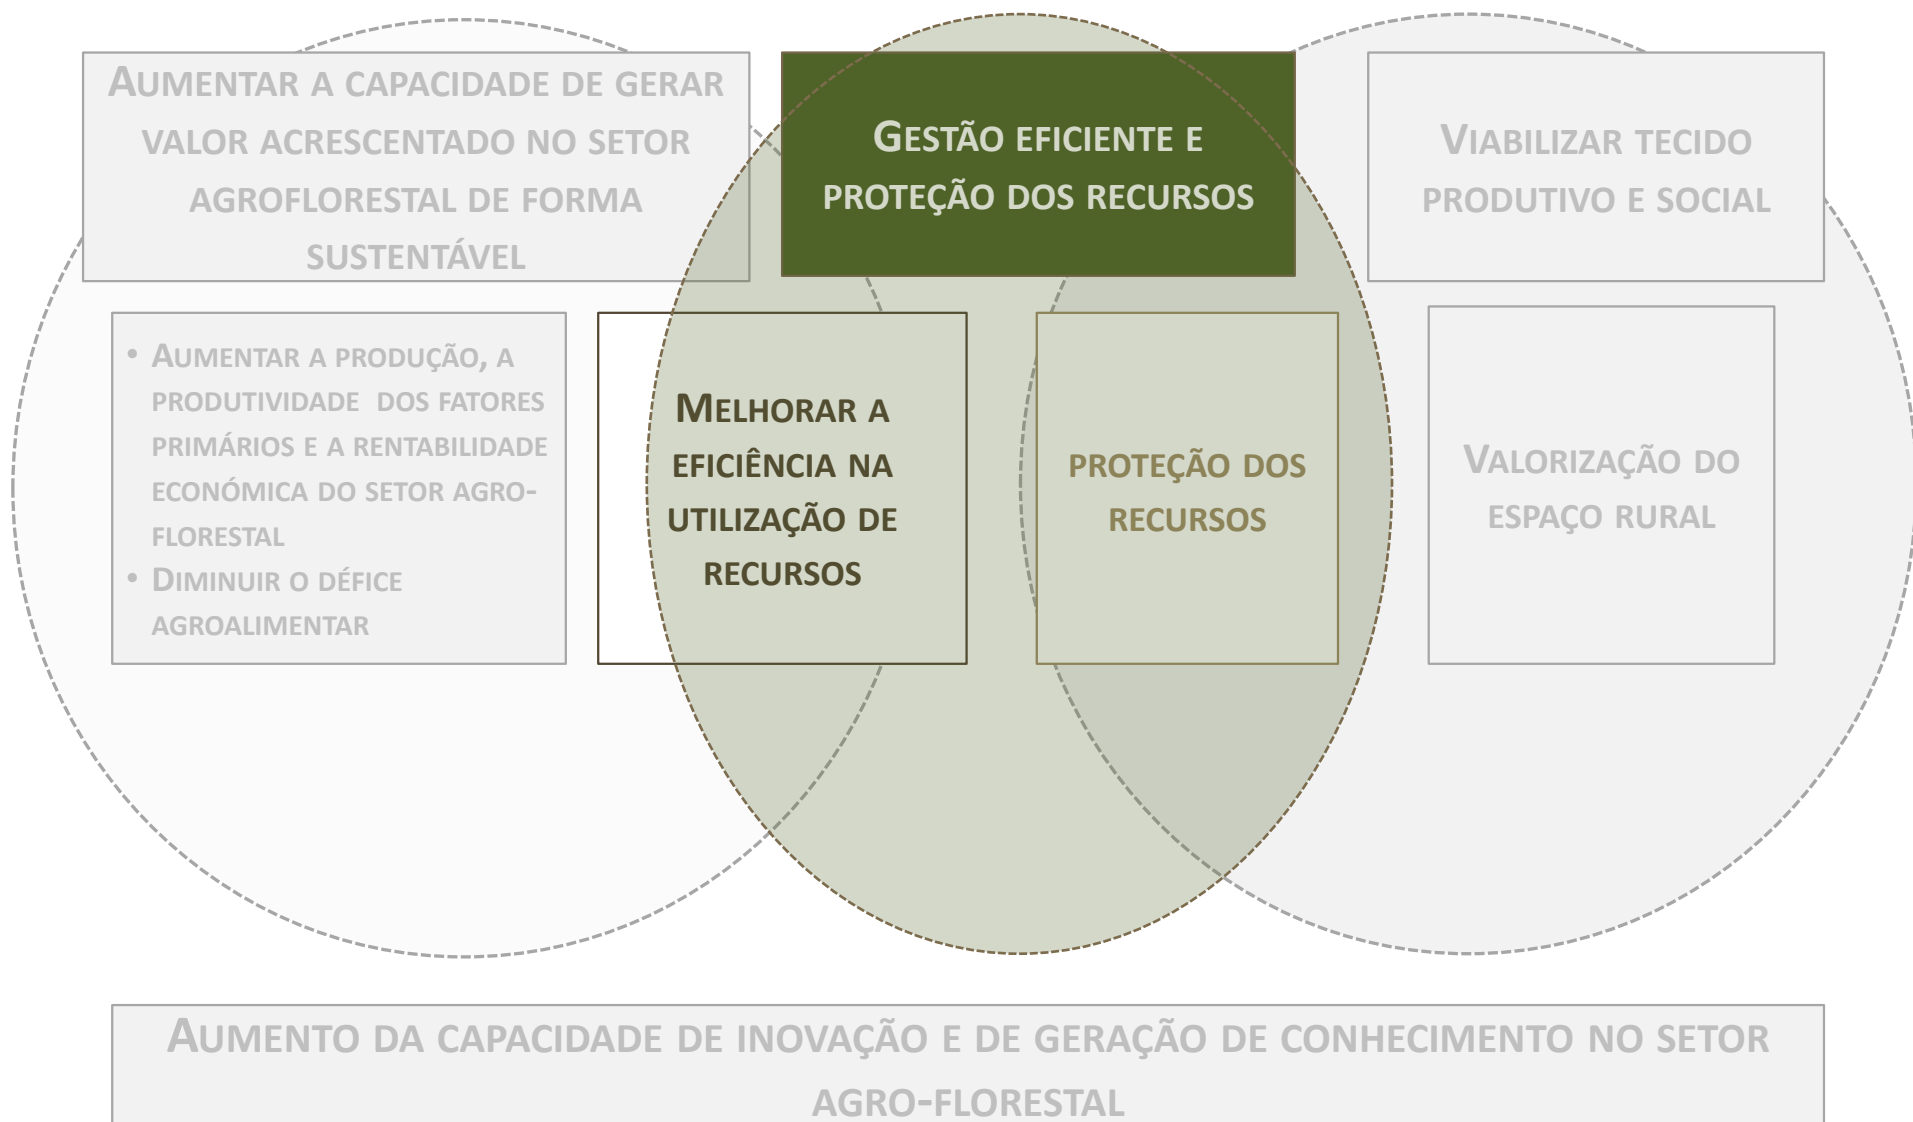 AUMENTAR A CAPACIDADE DE GERAR
VALOR ACRESCENTADO NO SETOR
AGROFLORESTAL DE FORMA
SUSTENTÁVEL
GESTÃO EFICIENTE E
PROTEÇÃO DOS RECURSOS
VIABILIZAR TECIDO
PRODUTIVO E SOCIAL
• AUMENTAR A PRODUÇÃO, A
PRODUTIVIDADE DOS FATORES
PRIMÁRIOS E A RENTABILIDADE
ECONÓMICA DO SETOR AGRO-
FLORESTAL
• DIMINUIR O DÉFICE
AGROALIMENTAR
MELHORAR A
EFICIÊNCIA NA
UTILIZAÇÃO DE
RECURSOS
PROTEÇÃO DOS
RECURSOS
VALORIZAÇÃO DO
ESPAÇO RURAL
AUMENTO DA CAPACIDADE DE INOVAÇÃO E DE GERAÇÃO DE CONHECIMENTO NO SETOR
AGRO-FLORESTAL